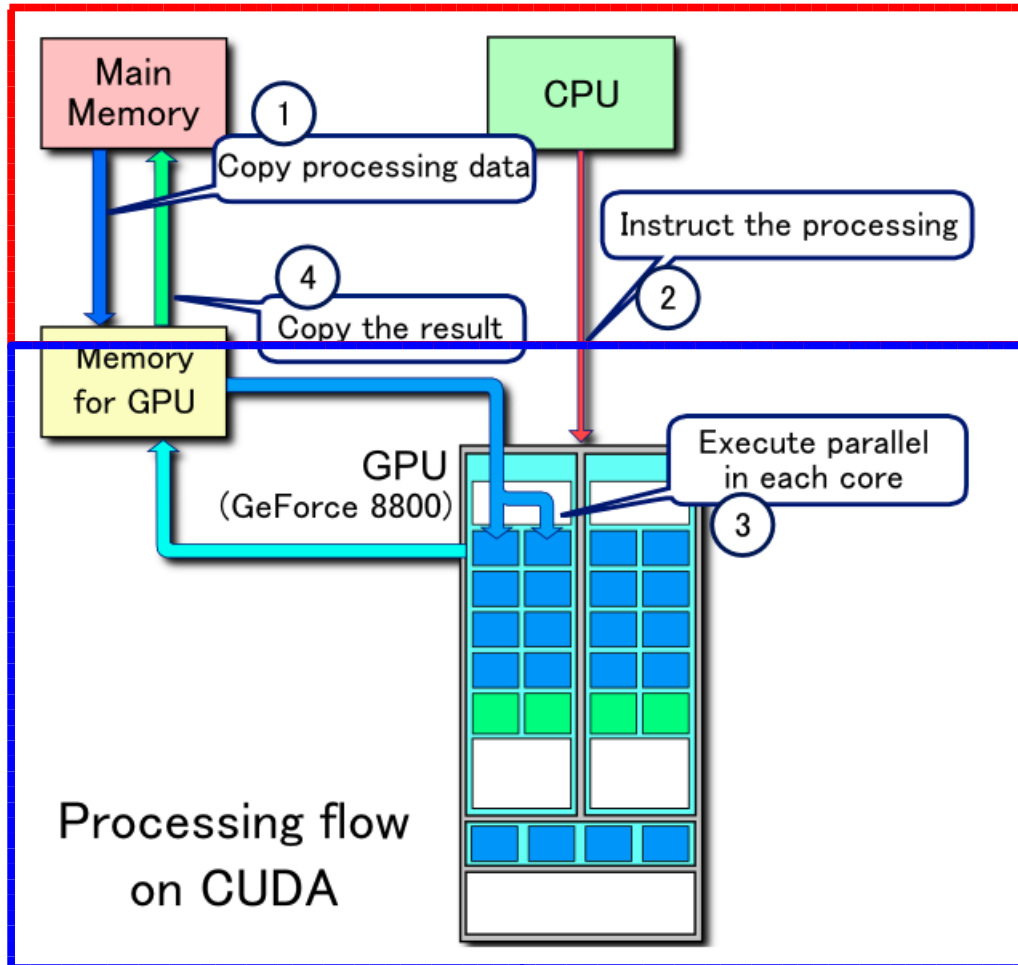 Main
Memory
CPU
1
Copy processing data
Instruct the processing
2
4
Copy the result
Memory
for GPU
GPU
(GeForce 8800)
Execute parallel
in each core
3
Processing flow
on CUDA